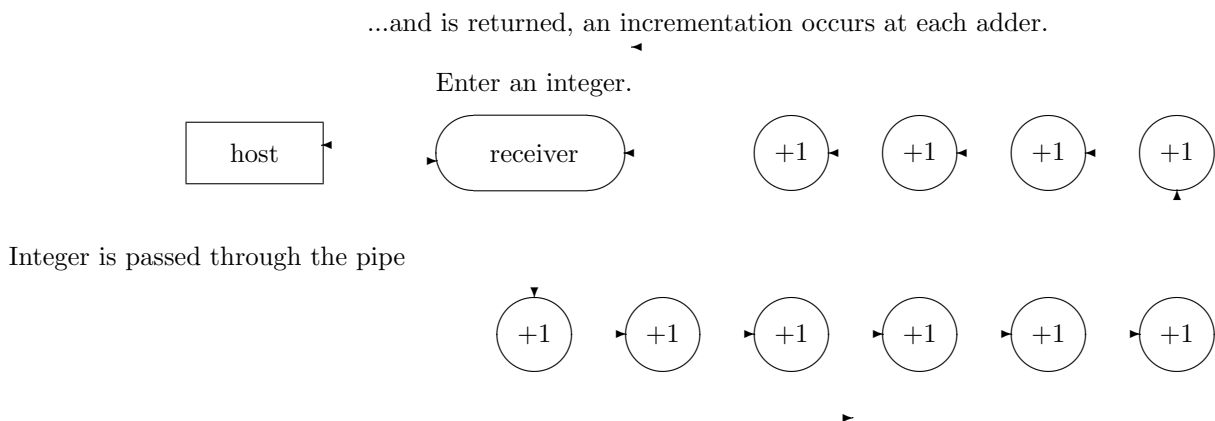 ...and is returned, an incrementation occurs at each adder.
Enter an integer.
host receiver +1 +1 +1 +1
Integer is passed through the pipe
+1 +1 +1 +1 +1 +1